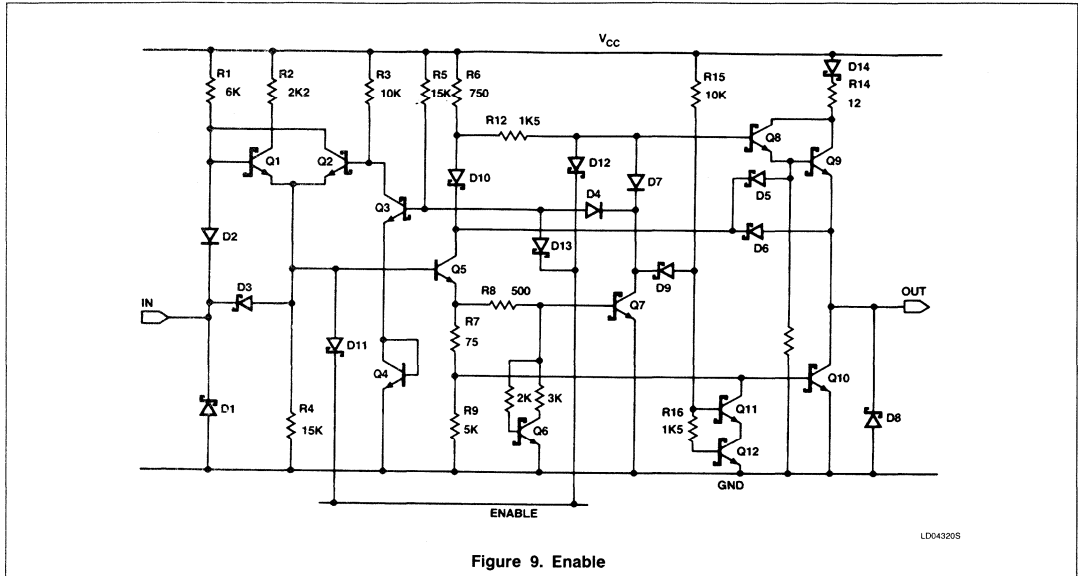 V_CC
R1
6K
R2
2K2
R3
10K
R5
15K
R6
750
R12 1K5
R15
10K
D14
R14
12
Q1
Q2
Q3
D10
D12
D7
D4
Q8
Q9
D5
D6
D2
D13
Q5
D9
D3
R8 500
Q7
IN
OUT
D11
R7
75
Q4
D1
R4
15K
R9
5K
2K
3K
Q6
R16
1K5
Q11
Q12
Q10
D8
GND
ENABLE
LD04320S
Figure 9. Enable